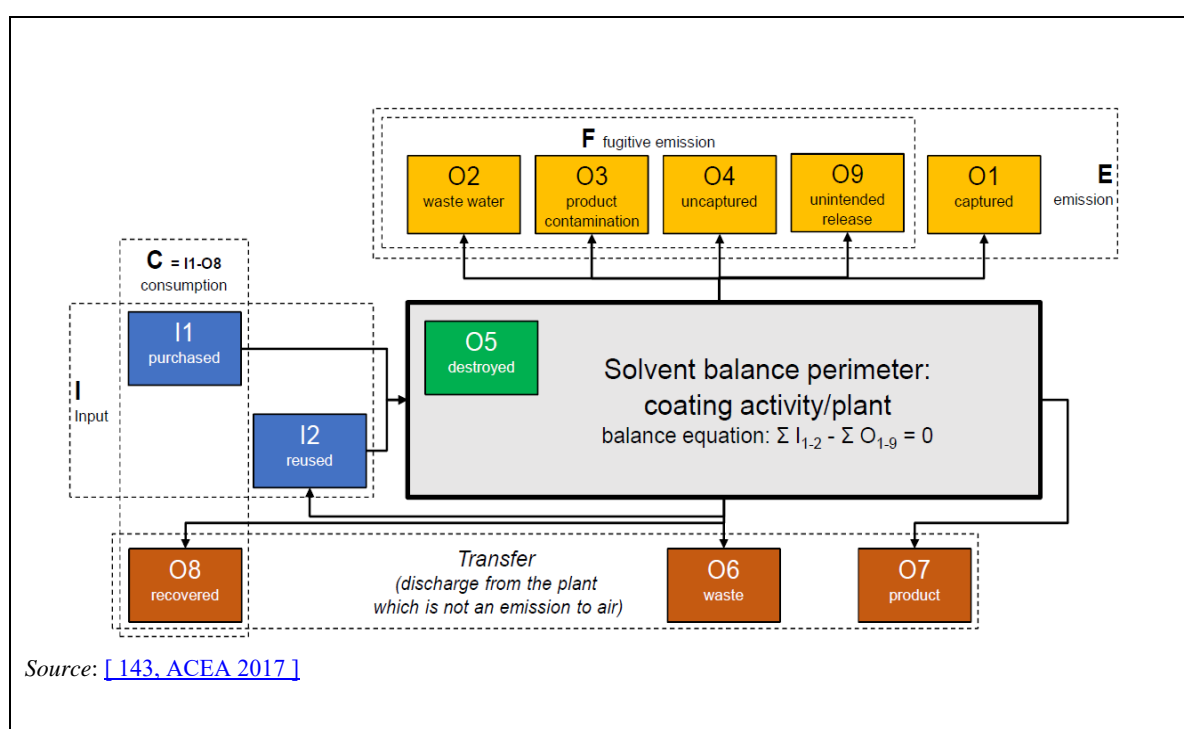 F fugitive emission
O2
waste water
O3
product
contamination
O4
uncaptured
O9
unintended
release
O1
captured
E
emission
C = I1-O8
consumption
I1
purchased
I
Input
I2
reused
O5
destroyed
Solvent balance perimeter:
coating activity/plant
balance equation: Σ I1-2 - Σ O1-9 = 0
O8
recovered
Transfer
(discharge from the plant
which is not an emission to air)
O6
waste
O7
product
Source: [ 143, ACEA 2017 ]